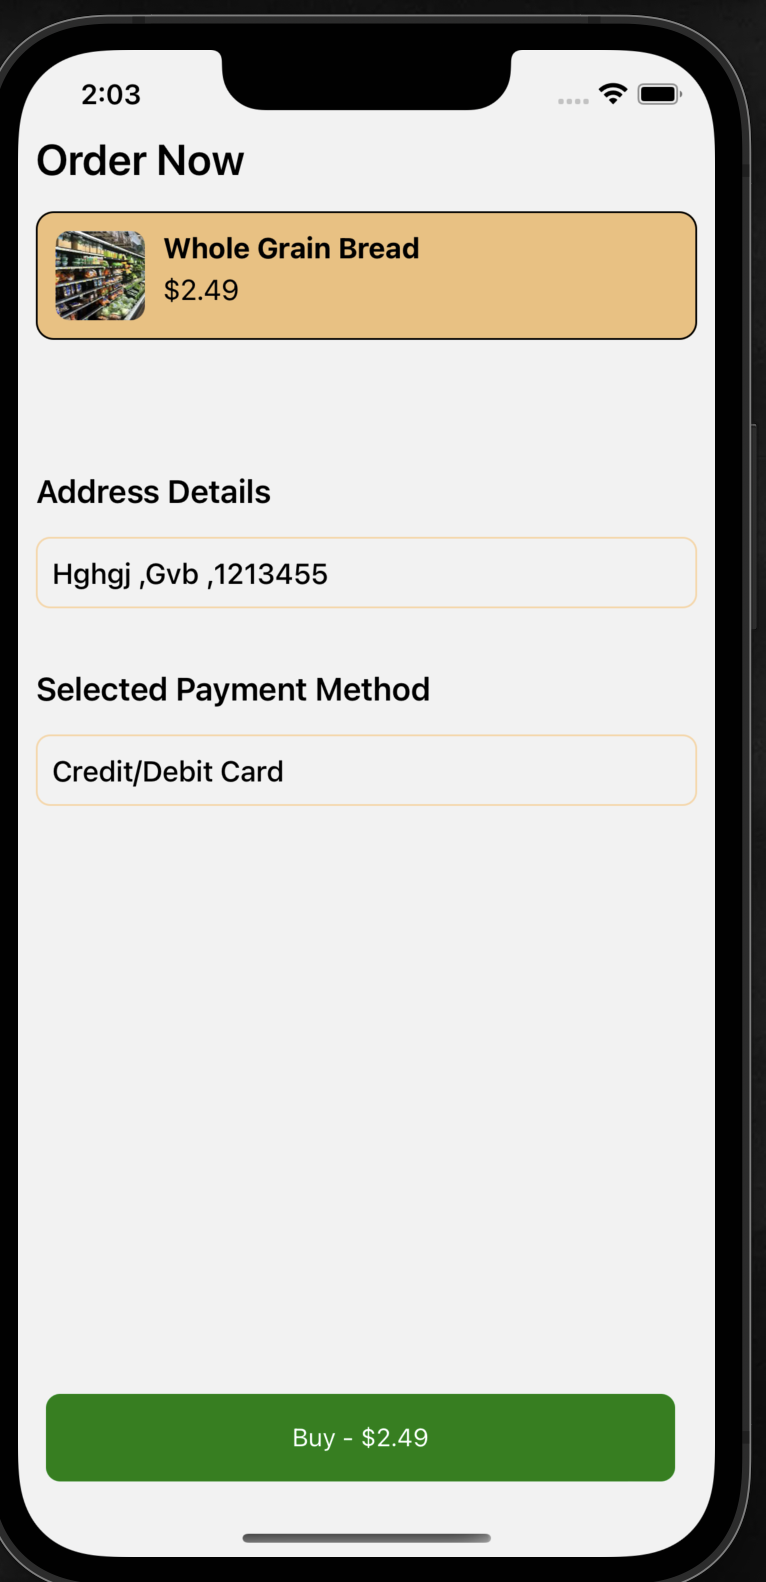 2:03
Order Now
Whole Grain Bread
$2.49
Address Details
Hghgj ,Gvb ,1213455
Selected Payment Method
Credit/Debit Card
Buy - $2.49